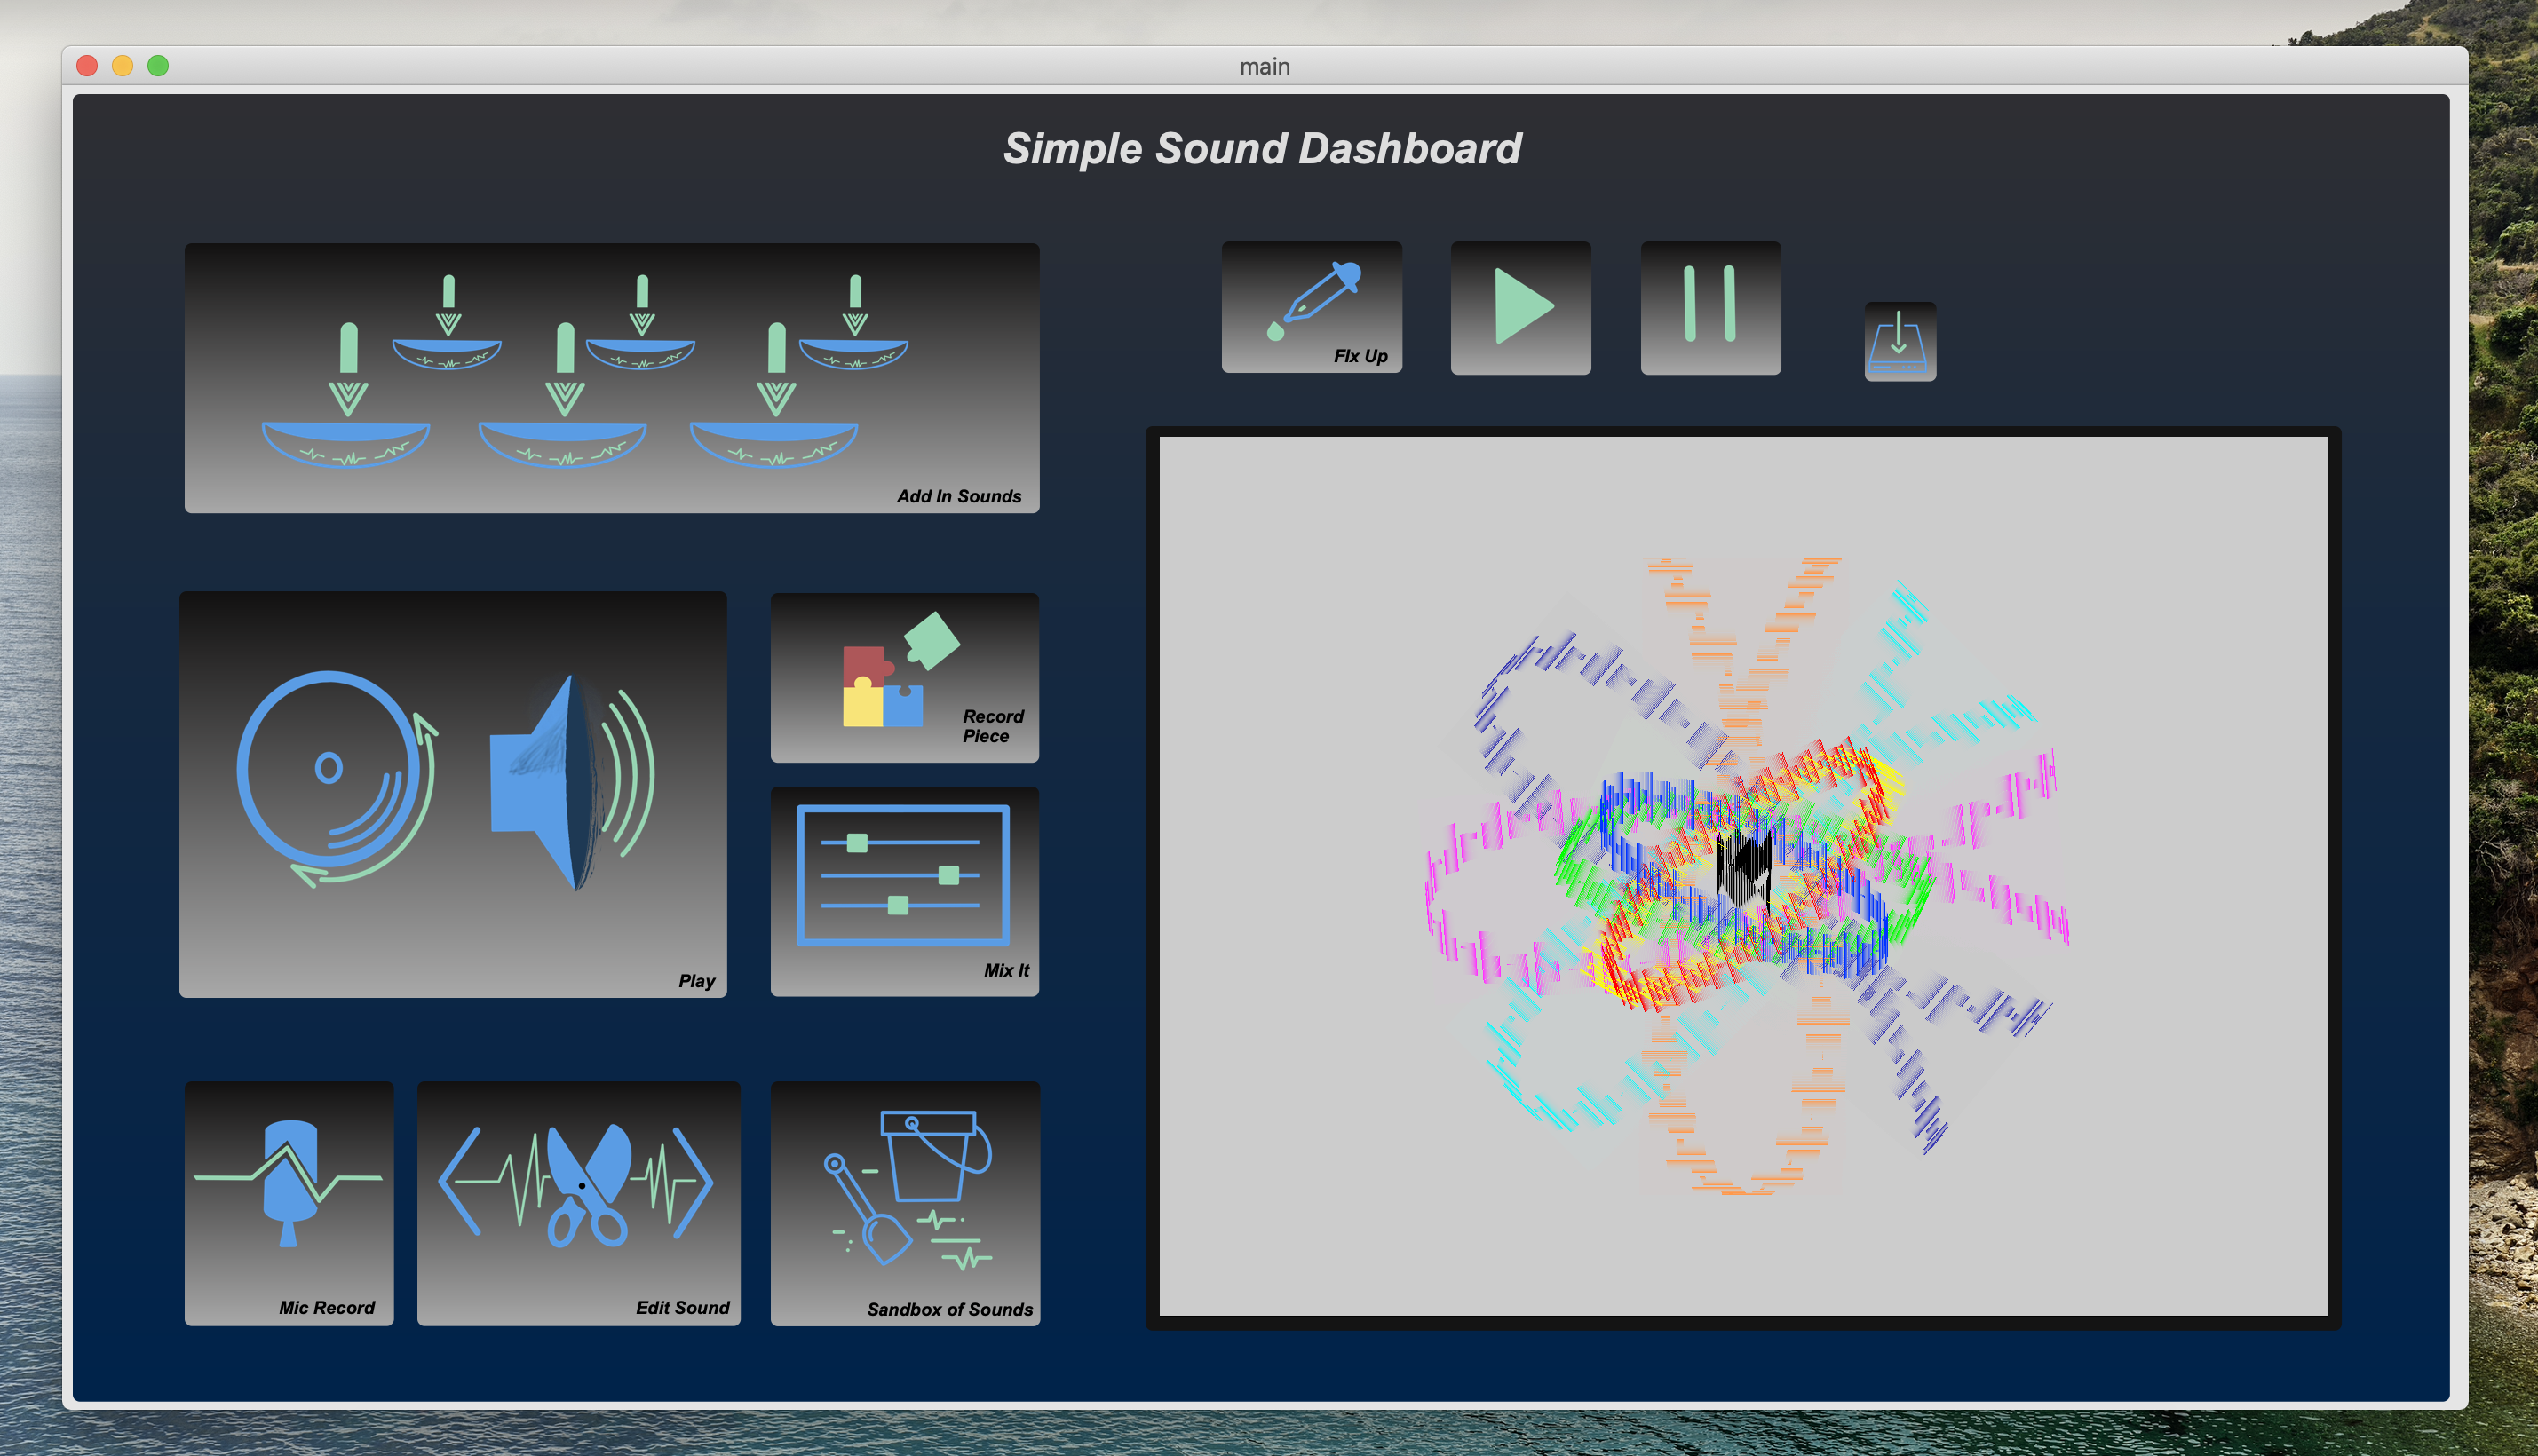 main
Simple Sound Dashboard
FIx Up
Add In Sounds
Record
Piece
Play
Mix It
Mic Record
Edit Sound
Sandbox of Sounds